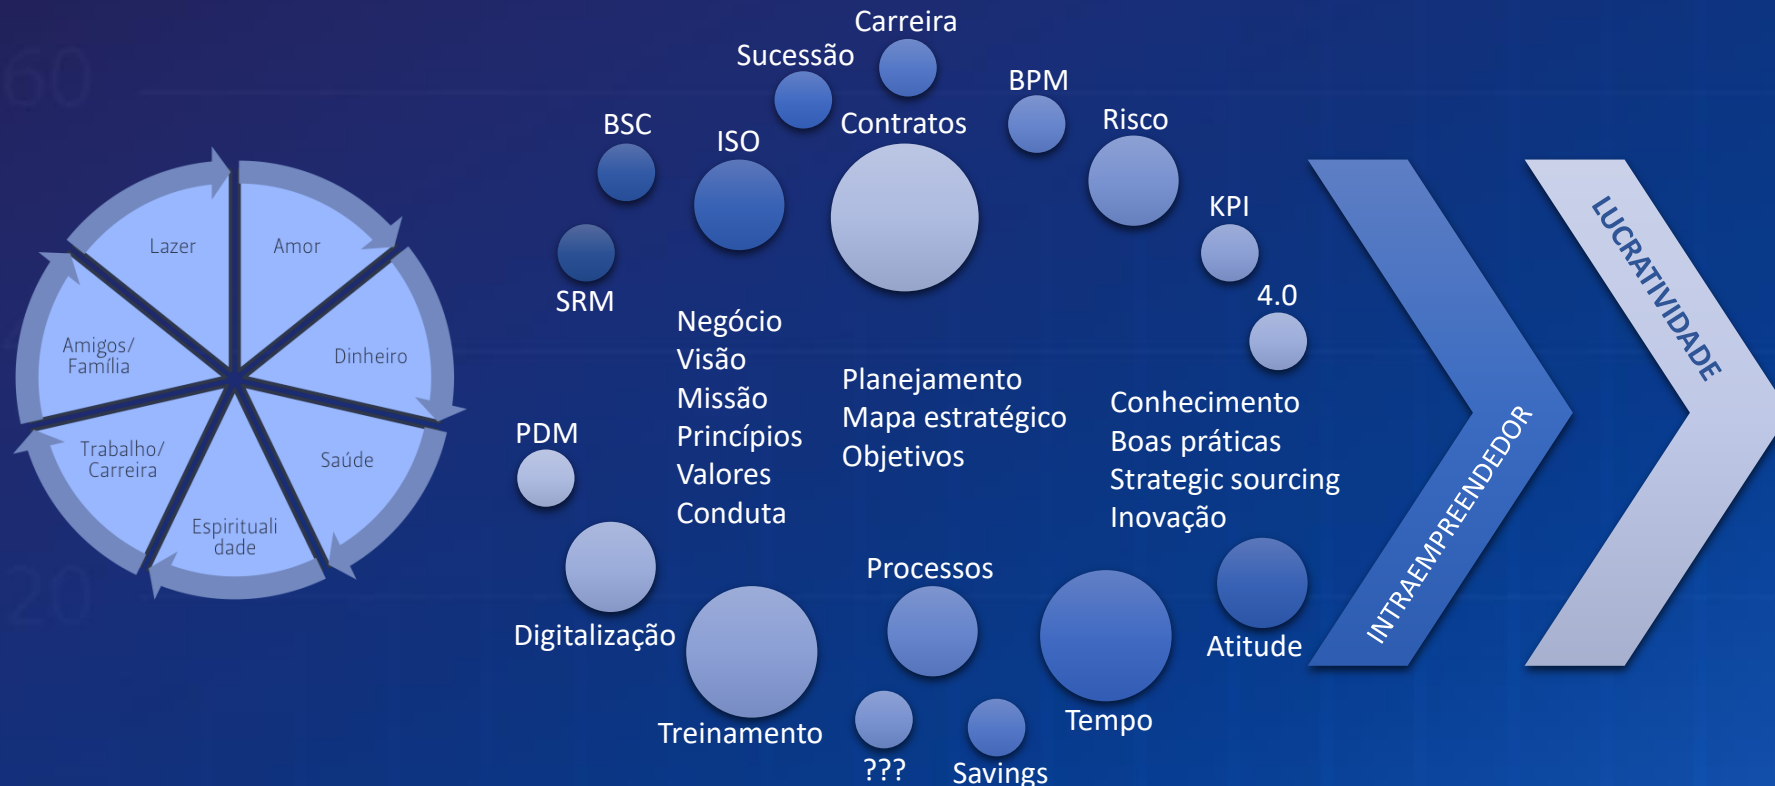 60
20
Lazer
Amor
Amigos/
Família
Dinheiro
Trabalho/
Carreira
Saúde
Espirituali
dade
Carreira
Sucessão
BPM
BSC
ISO
Contratos
Risco
KPI
SRM
4.0
Negócio
Visão
Missão
Princípios
Valores
Conduta
Planejamento
Mapa estratégico
Objetivos
Conhecimento
Boas práticas
Strategic sourcing
Inovação
PDM
Digitalização
Treinamento
Processos
???
Savings
Tempo
Atitude
INTRAEMPREENDEDOR
LUCRATIVIDADE